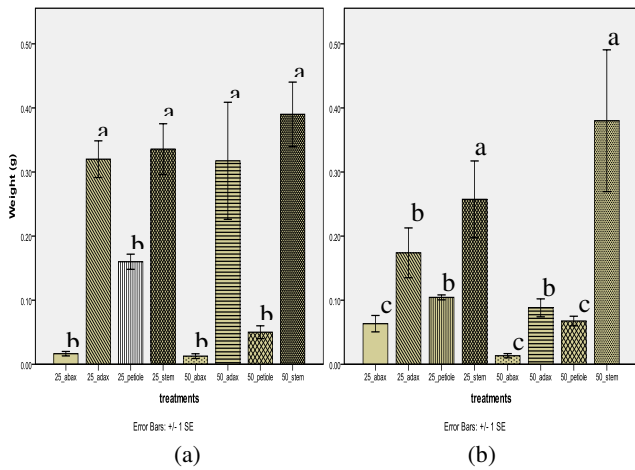 Weight (g)
0.50
0.40
0.30
0.20
0.10
0.00
b
a
b
a
b
a
b
a
25_abax
25_adax
25_petiole
25_stem
50_abax
50_adax
50_petiole
50_stem
treatments
Error Bars: +/- 1 SE
(a)
0.50
0.40
0.30
0.20
0.10
0.00
c
b
b
a
c
b
c
a
25_abax
25_adax
25_petiole
25_stem
50_abax
50_adax
50_petiole
50_stem
treatments
Error Bars: +/- 1 SE
(b)